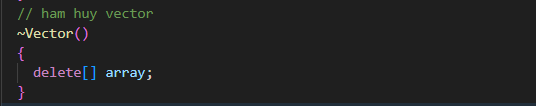 // ham huy vector
~Vector()
{
delete[] array;
}